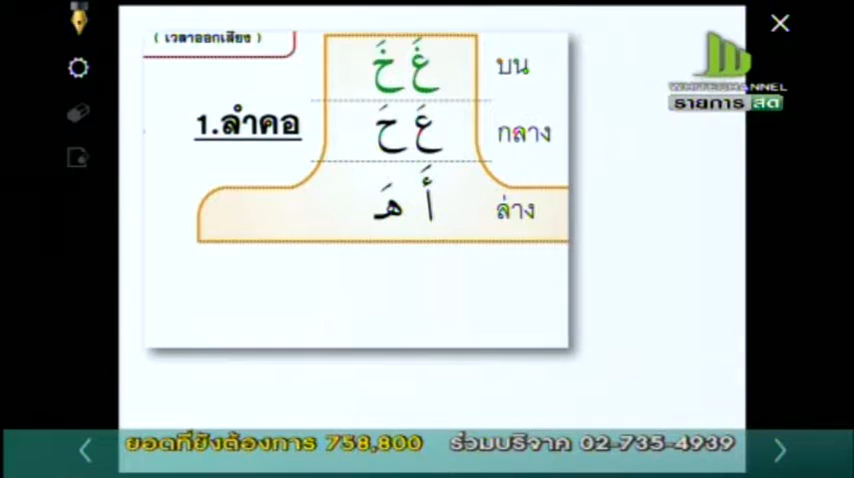 ( เวลาออกเสียง )
خَ غَ
บน
1.ลำคอ
حَ عَ
กลาง
هَـ أَ
ล่าง
WHITECHANNEL
รายการ สด
ยอดที่ยังต้องการ 758,800 ร่วมบริจาค 02-735-4939